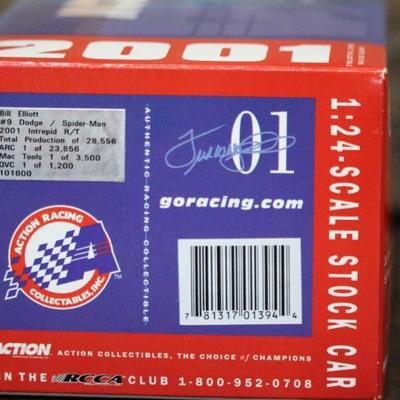 2001
Bill Elliott
#9 Dodge / Spider-Man
2001 Intrepid R/T
Total Production of 28,556
ARC 1 of 23,856
Mac Tools 1 of 3,500
QVC 1 of 1,200
101600
AUTHENTIC RACING COLLECTIBLE
01
goracing.com
1:24-SCALE STOCK CAR
ACTION RACING
COLLECTABLES, INC.
TM
7 81317 01394 4
ACTION ACTION COLLECTIBLES, THE CHOICE of CHAMPIONS
IN THE RCCA CLUB 1-800-952-0708